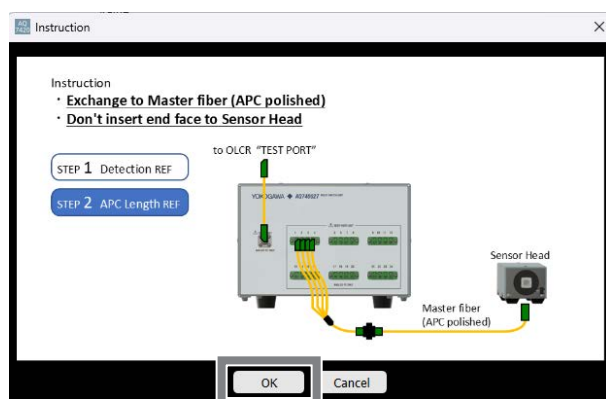 Instruction
Instruction
・Exchange to Master fiber (APC polished)
・Don't insert end face to Sensor Head
to OLCR “TEST PORT”
STEP 1 Detection REF
STEP 2 APC Length REF
YOKOGAWA
Sensor Head
Master fiber
(APC polished)
OK
Cancel